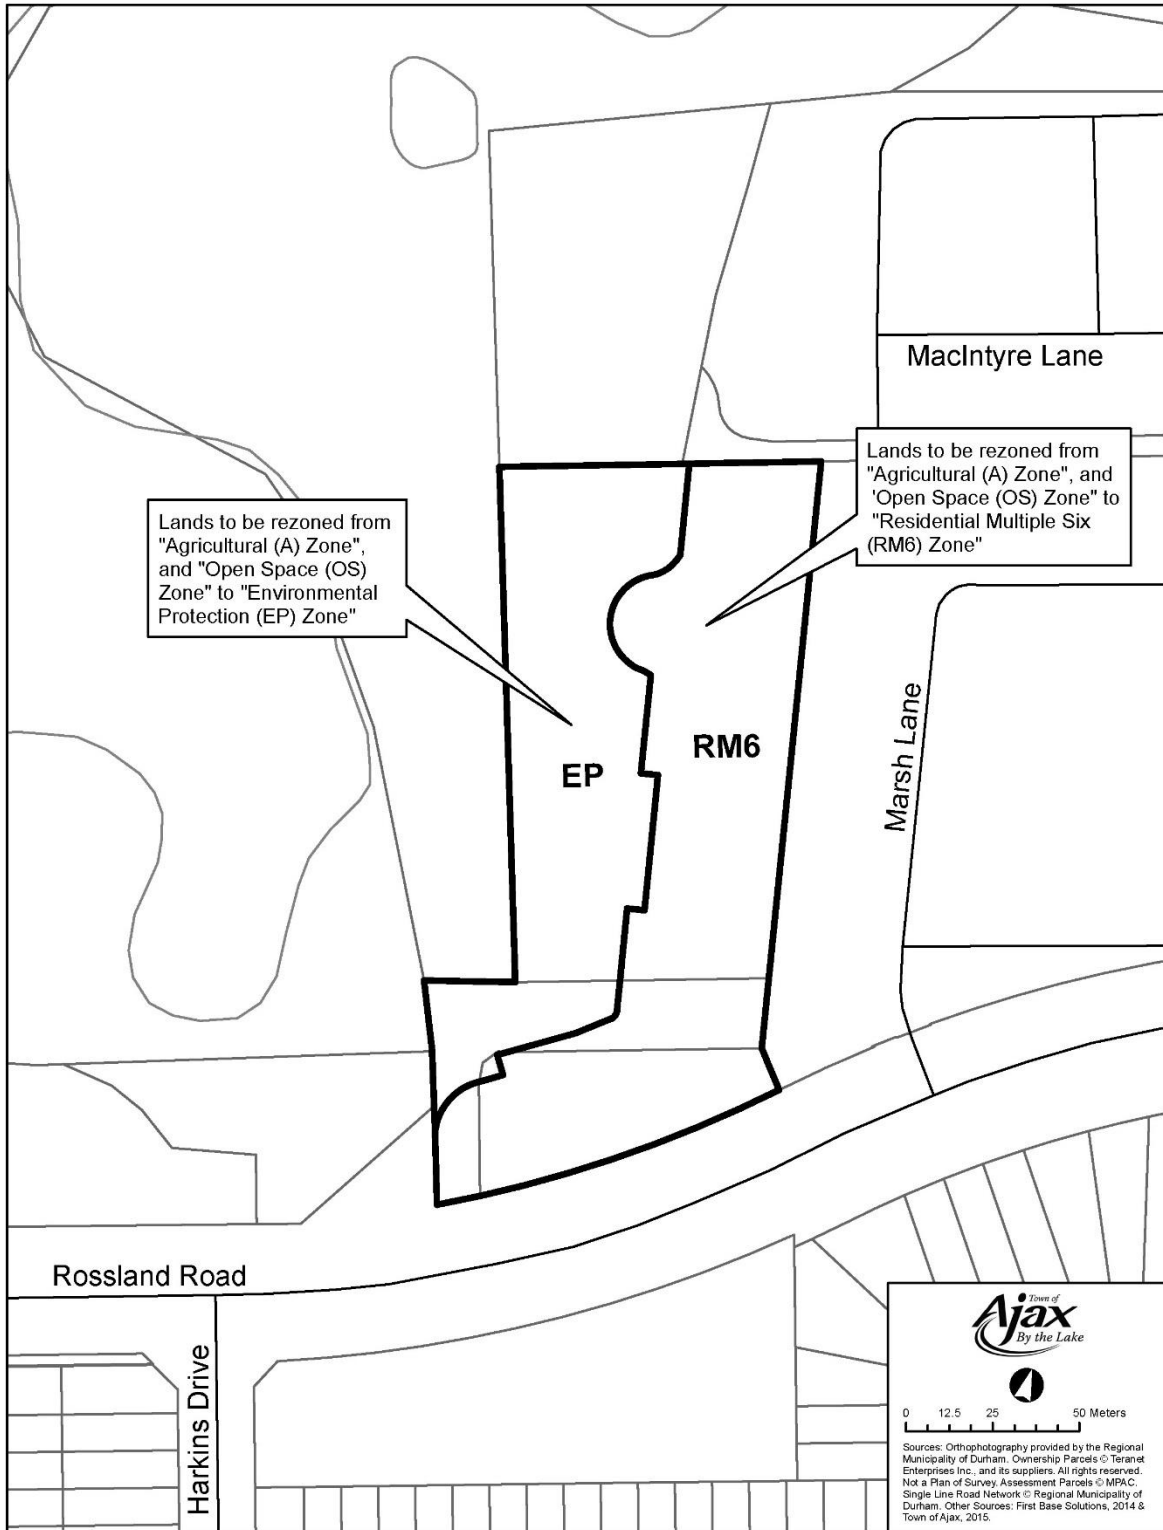 MacIntyre Lane
Lands to be rezoned from
"Agricultural (A) Zone", and
'Open Space (OS) Zone" to
"Residential Multiple Six
(RM6) Zone"
Lands to be rezoned from
"Agricultural (A) Zone",
and "Open Space (OS)
Zone" to "Environmental
Protection (EP) Zone"
RM6
EP
Marsh Lane
Rossland Road
Harkins Drive
Town of
Ajax
By the Lake
0 12.5 25 50 Meters
Sources: Orthophotography provided by the Regional
Municipality of Durham. Ownership Parcels © Teranet
Enterprises Inc., and its suppliers. All rights reserved.
Not a Plan of Survey. Assessment Parcels © MPAC.
Single Line Road Network © Regional Municipality of
Durham. Other Sources: First Base Solutions, 2014 &
Town of Ajax, 2015.